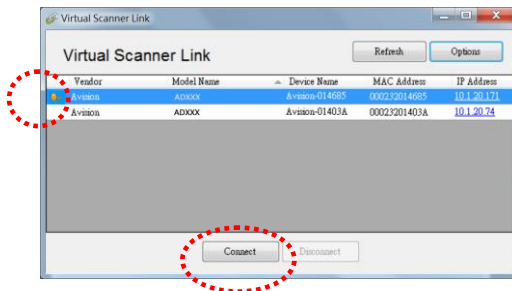 Virtual Scanner Link
Virtual Scanner Link Refresh Options
Vendor Model Name Device Name MAC Address IP Address
Avision ADXXX Avision-014685 000232014685 10.1.20.171
Avision ADXXX Avision-01403A 00023201403A 10.1.20.74
Connect Disconnect